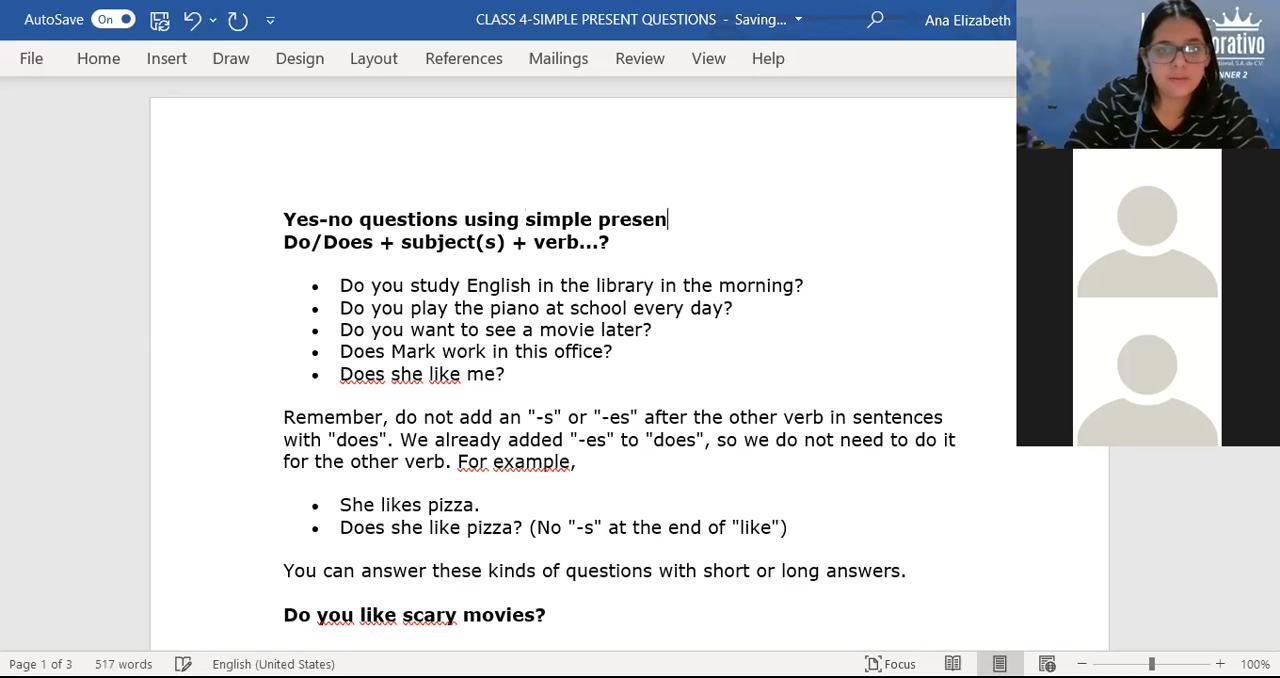 AutoSave On CLASS 4-SIMPLE PRESENT QUESTIONS - Saving... Ana Elizabeth
File Home Insert Draw Design Layout References Mailings Review View Help
orativo
NNER 2
Yes-no questions using simple presen
Do/Does + subject(s) + verb...?
• Do you study English in the library in the morning?
• Do you play the piano at school every day?
• Do you want to see a movie later?
• Does Mark work in this office?
• Does she like me?
Remember, do not add an "-s" or "-es" after the other verb in sentences
with "does". We already added "-es" to "does", so we do not need to do it
for the other verb. For example,
• She likes pizza.
• Does she like pizza? (No "-s" at the end of "like")
You can answer these kinds of questions with short or long answers.
Do you like scary movies?
Page 1 of 3 517 words English (United States) Focus 100%